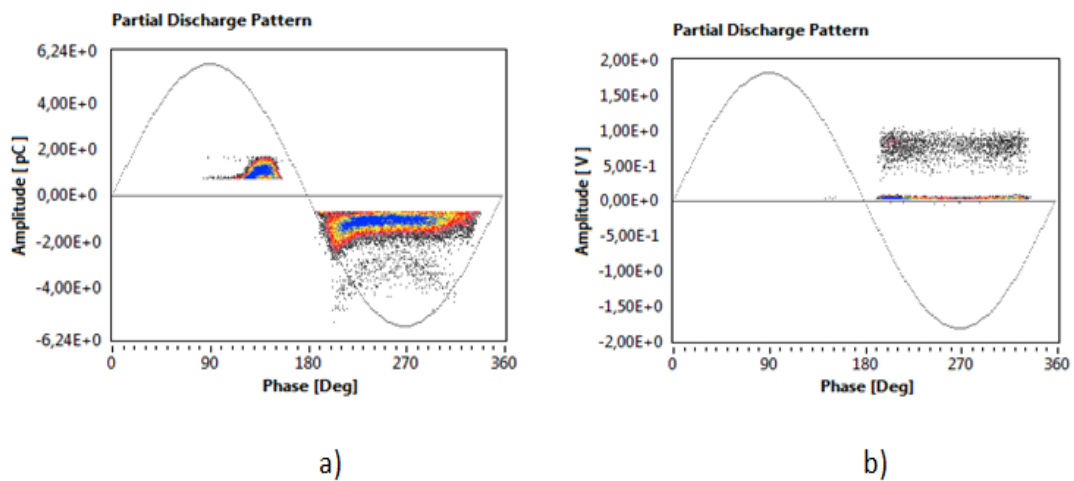 Partial Discharge Pattern
6,24E+0
4,00E+0
2,00E+0
0,00E+0
-2,00E+0
-4,00E+0
-6,24E+0
Amplitude [ pC ]
0 90 180 270 360
Phase [Deg]
a)
Partial Discharge Pattern
2,00E+0
1,50E+0
1,00E+0
5,00E-1
0,00E+0
-5,00E-1
-1,00E+0
-1,50E+0
-2,00E+0
Amplitude [ V ]
0 90 180 270 360
Phase [Deg]
b)